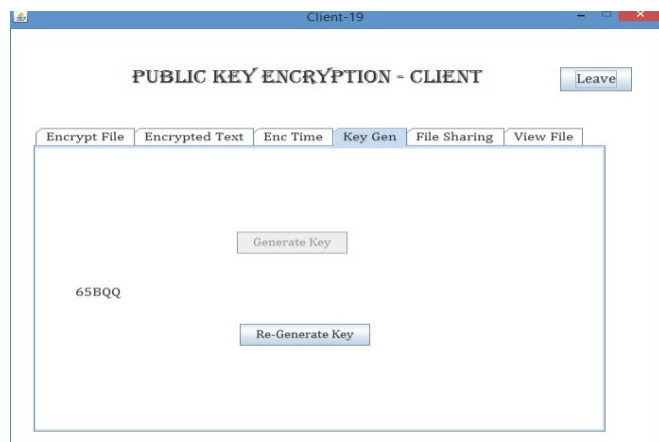 Client-19
PUBLIC KEY ENCRYPTION - CLIENT
Leave
Encrypt File Encrypted Text Enc Time Key Gen File Sharing View File
Generate Key
65BQQ
Re-Generate Key